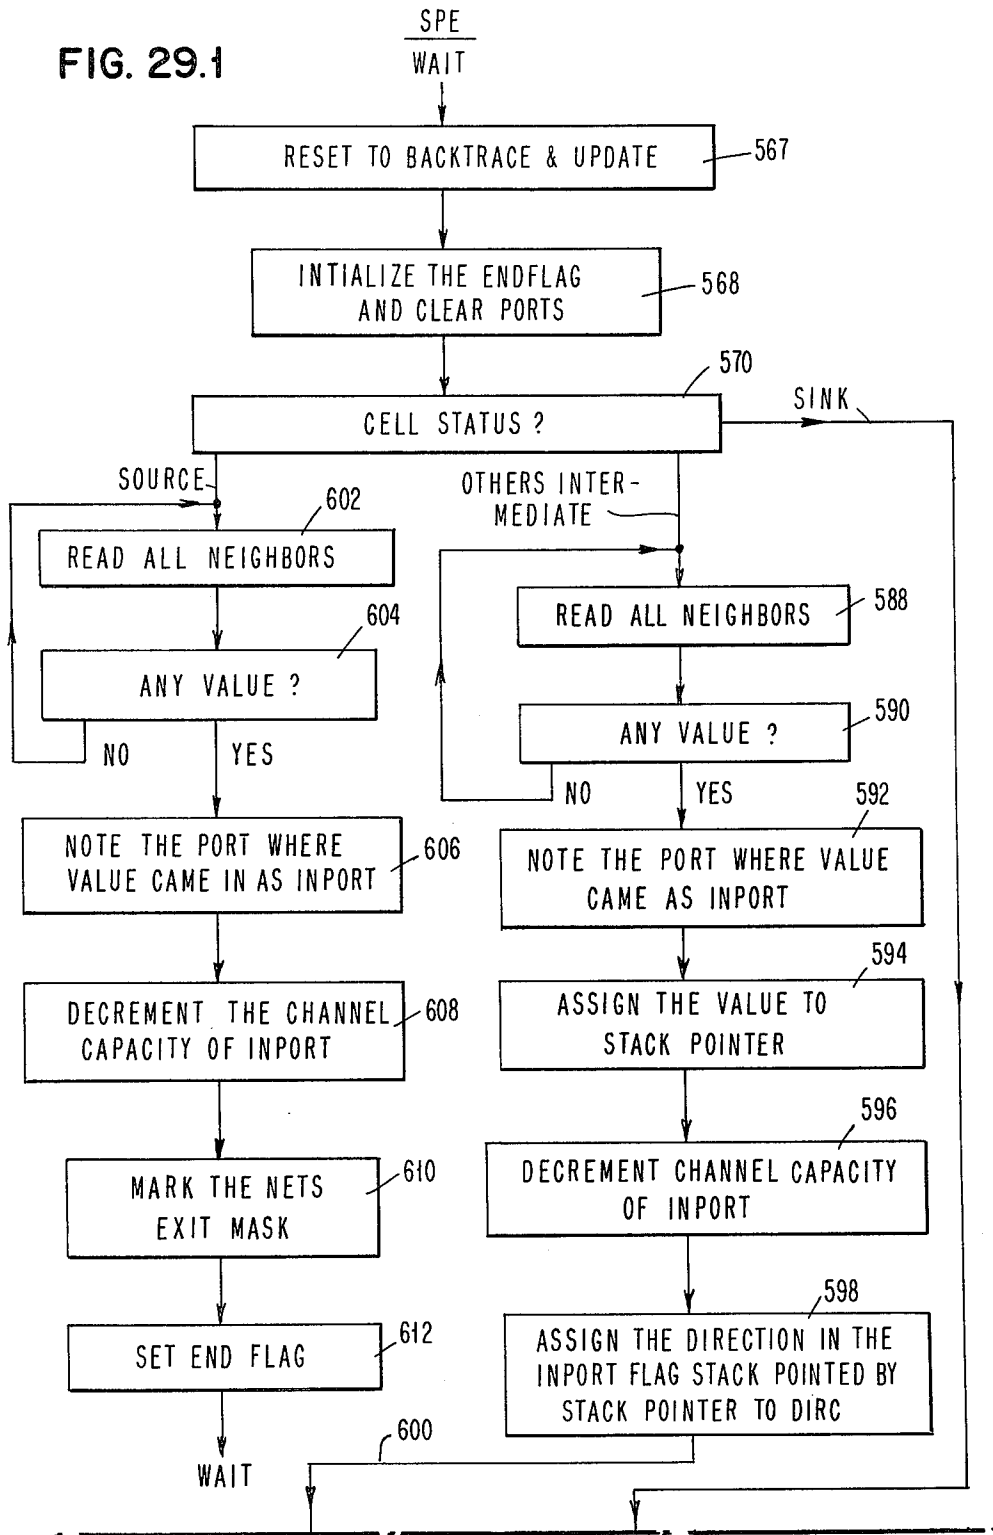 FIG. 29.1
SPE
WAIT
RESET TO BACKTRACE & UPDATE
567
INTIALIZE THE ENDFLAG
AND CLEAR PORTS
568
570
CELL STATUS ?
SINK
SOURCE
OTHERS INTER-
MEDIATE
602
READ ALL NEIGHBORS
604
ANY VALUE ?
NO
YES
NOTE THE PORT WHERE
VALUE CAME IN AS INPORT
606
DECREMENT THE CHANNEL
CAPACITY OF INPORT
608
MARK THE NETS
EXIT MASK
610
SET END FLAG
612
WAIT
READ ALL NEIGHBORS
588
ANY VALUE ?
590
NO
YES
592
NOTE THE PORT WHERE VALUE
CAME AS INPORT
594
ASSIGN THE VALUE TO
STACK POINTER
596
DECREMENT CHANNEL CAPACITY
OF INPORT
598
ASSIGN THE DIRECTION IN THE
INPORT FLAG STACK POINTED BY
STACK POINTER TO DIRC
600